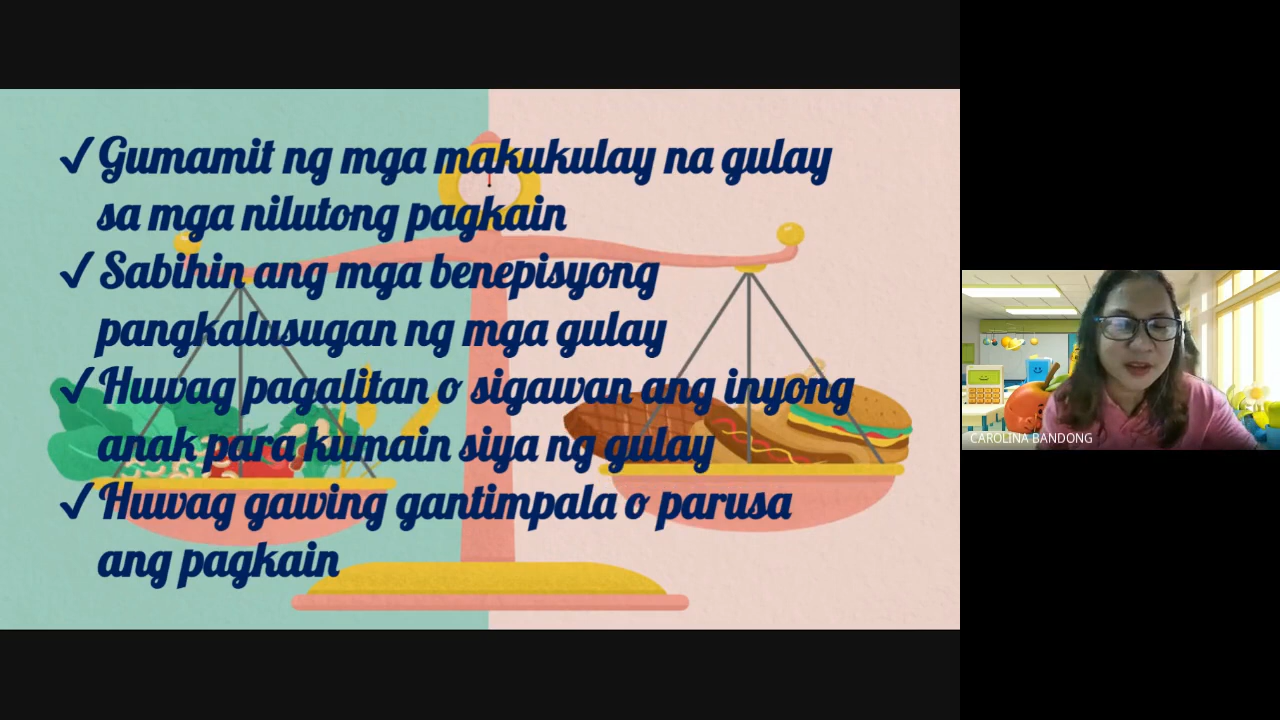 ✓ Gumamit ng mga makukulay na gulay
sa mga nilutong pagkain
✓ Sabihin ang mga benepisyong
pangkalusugan ng mga gulay
✓ Huwag pagalitan o sigawan ang inyong
anak para kumain siya ng gulay
✓ Huwag gawing gantimpala o parusa
ang pagkain
CAROLINA BANDONG